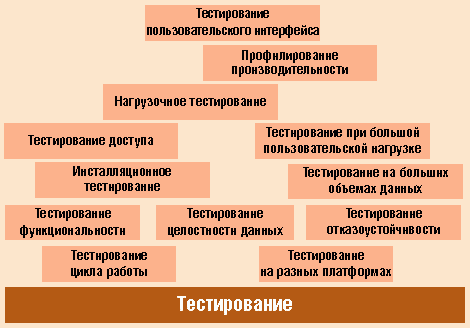 Тестирование
пользовательского интерфейса
Профилирование
производительности
Нагрузочное тестирование
Тестирование доступа
Тестирование при большой
пользовательской нагрузке
Инсталляционное
тестирование
Тестирование на больших
объемах данных
Тестирование
функциональности
Тестирование
целостности данных
Тестирование
отказоустойчивости
Тестирование
цикла работы
Тестирование
на разных платформах
Тестирование